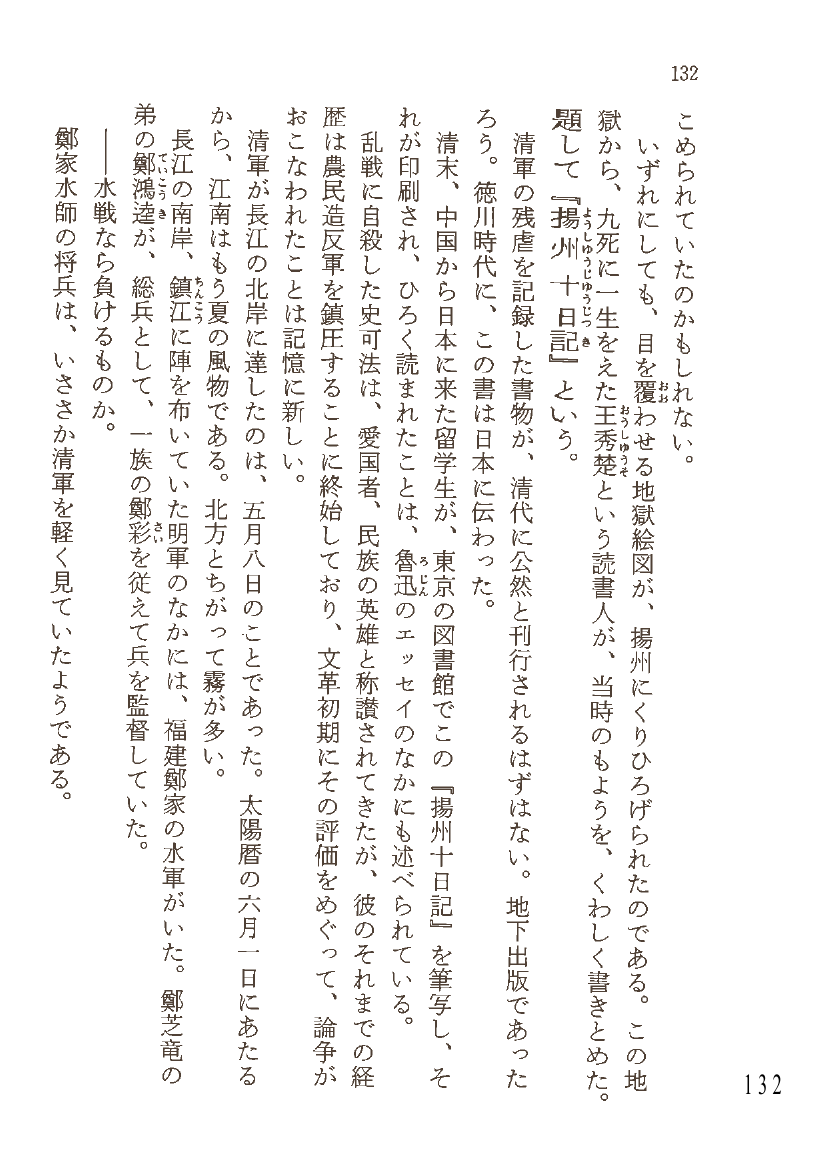 132
こめられていたのかもしれない。
いずれにしても、目を覆わせる地獄絵図が、揚州にくりひろげられたのである。この地
獄から、九死に一生をえた王秀楚という読書人が、当時のもようを、くわしく書きとめた。
題して『揚州十日記』という。
清軍の残虐を記録した書物が、清代に公然と刊行されるはずはない。地下出版であった
ろう。徳川時代に、この書は日本に伝わった。
清末、中国から日本に来た留学生が、東京の図書館でこの『揚州十日記』を筆写し、そ
れが印刷され、ひろく読まれたことは、魯迅のエッセイのなかにも述べられている。
乱戦に自殺した史可法は、愛国者、民族の英雄と称讃されてきたが、彼のそれまでの経
歴は農民造反軍を鎮圧することに終始しており、文革初期にその評価をめぐって、論争が
おこなわれたことは記憶に新しい。
清軍が長江の北岸に達したのは、五月八日のことであった。太陽暦の六月一日にあたる
から、江南はもう夏の風物である。北方とちがって霧が多い。
長江の南岸、鎮江に陣を布いていた明軍のなかには、福建鄭家の水軍がいた。鄭芝竜の
弟の鄭鴻逵が、総兵として、一族の鄭彩を従えて兵を監督していた。
――水戦なら負けるものか。
鄭家水師の将兵は、いささか清軍を軽く見ていたようである。
132